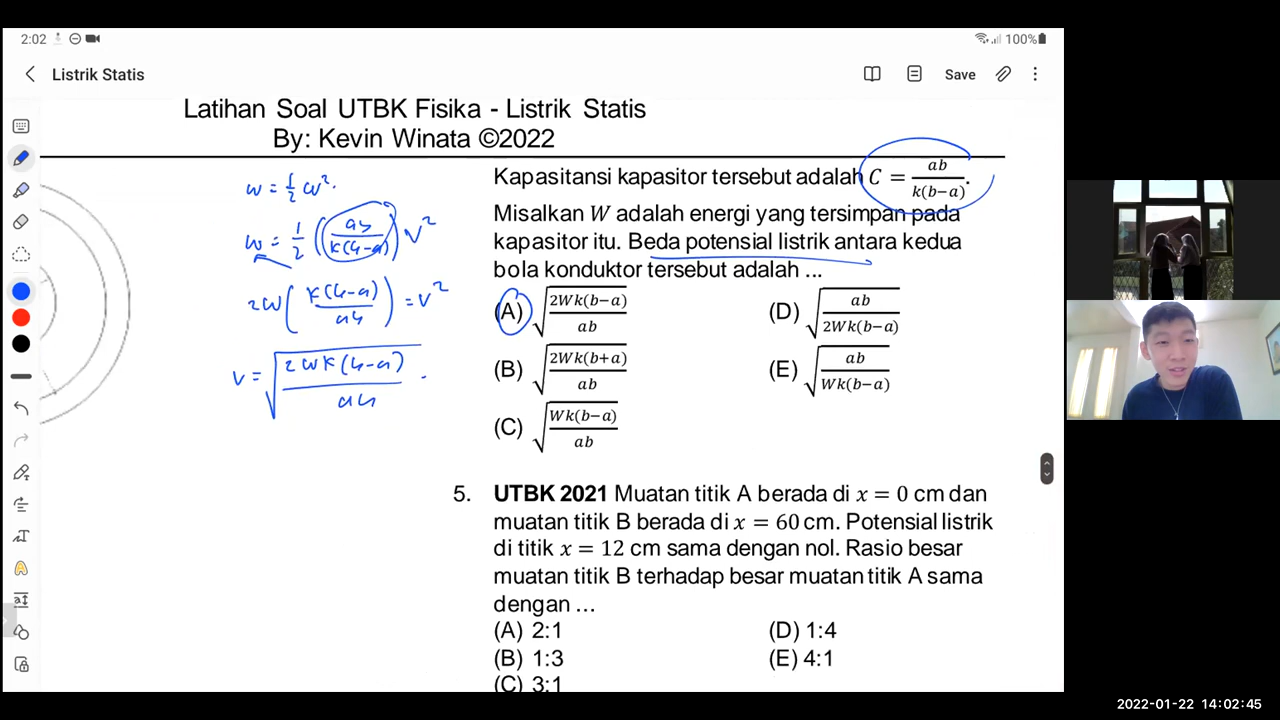 2:02
100%
Listrik Statis
Save
Latihan Soal UTBK Fisika - Listrik Statis
By: Kevin Winata ©2022
W = 1/2 CV².
W = 1/2 (ab/k(b-a)) V²
2W (k(b-a)/ab) = V²
V = √(2Wk(b-a)/ab)
Kapasitansi kapasitor tersebut adalah C = ab/k(b−a).
Misalkan W adalah energi yang tersimpan pada
kapasitor itu. Beda potensial listrik antara kedua
bola konduktor tersebut adalah ...
(A) √(2Wk(b−a)/ab)
(B) √(2Wk(b+a)/ab)
(C) √(Wk(b−a)/ab)
(D) √(ab/2Wk(b−a))
(E) √(ab/Wk(b−a))
5. UTBK 2021 Muatan titik A berada di x = 0 cm dan
muatan titik B berada di x = 60 cm. Potensial listrik
di titik x = 12 cm sama dengan nol. Rasio besar
muatan titik B terhadap besar muatan titik A sama
dengan ...
(A) 2:1
(B) 1:3
(C) 3:1
(D) 1:4
(E) 4:1
2022-01-22 14:02:45